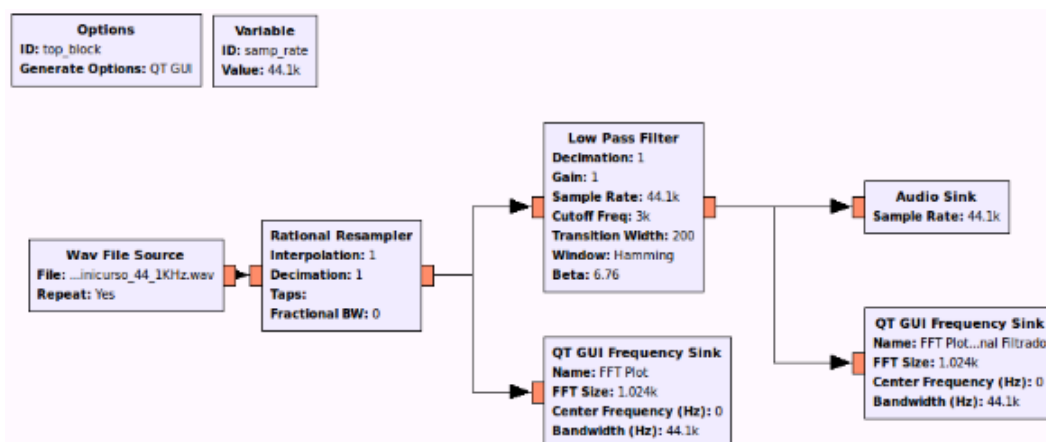 Options
ID: top_block
Generate Options: QT GUI
Variable
ID: samp_rate
Value: 44.1k
Wav File Source
File: ...inicurso_44_1KHz.wav
Repeat: Yes
Rational Resampler
Interpolation: 1
Decimation: 1
Taps:
Fractional BW: 0
Low Pass Filter
Decimation: 1
Gain: 1
Sample Rate: 44.1k
Cutoff Freq: 3k
Transition Width: 200
Window: Hamming
Beta: 6.76
QT GUI Frequency Sink
Name: FFT Plot
FFT Size: 1.024k
Center Frequency (Hz): 0
Bandwidth (Hz): 44.1k
Audio Sink
Sample Rate: 44.1k
QT GUI Frequency Sink
Name: FFT Plot...nal Filtrado
FFT Size: 1.024k
Center Frequency (Hz): 0
Bandwidth (Hz): 44.1k